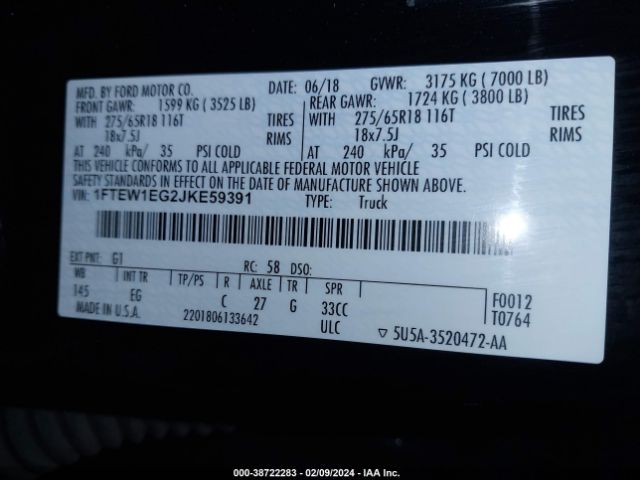 MFD. BY FORD MOTOR CO. DATE: 06/18 GVWR: 3175 KG ( 7000 LB)
FRONT GAWR: 1599 KG ( 3525 LB) REAR GAWR: 1724 KG ( 3800 LB)
WITH 275/65R18 116T TIRES WITH 275/65R18 116T TIRES
18x7.5J RIMS 18x7.5J RIMS
AT 240 kPa/ 35 PSI COLD AT 240 kPa/ 35 PSI COLD
THIS VEHICLE CONFORMS TO ALL APPLICABLE FEDERAL MOTOR VEHICLE
SAFETY STANDARDS IN EFFECT ON THE DATE OF MANUFACTURE SHOWN ABOVE.
VIN: 1FTEW1EG2JKE59391 TYPE: Truck
EXT PNT: G1 RC: 58 DSO:
WB INT TR TP/PS R AXLE TR SPR
145 EG C 27 G 33CC F0012
MADE IN U.S.A. 2201806133642 ULC T0764
▽ 5U5A-3520472-AA
000-38722283 - 02/09/2024 - IAA Inc.